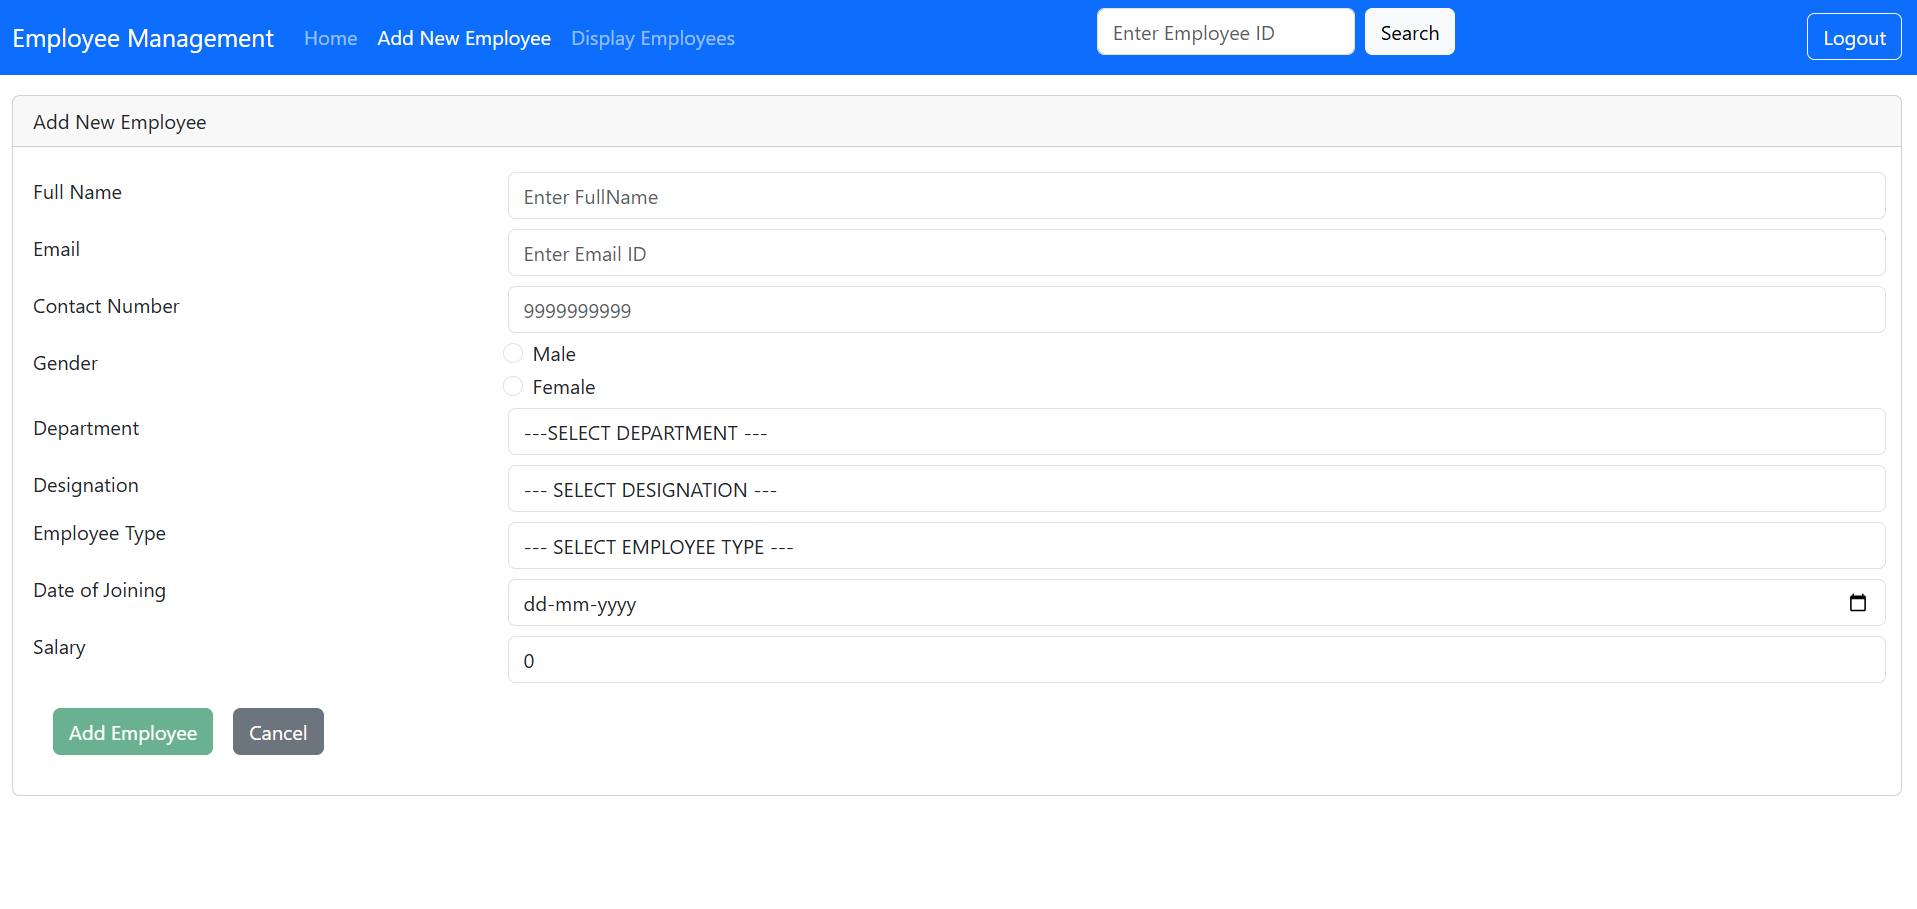 Employee Management Home Add New Employee Display Employees Enter Employee ID Search Logout
Add New Employee
Full Name Enter FullName
Email Enter Email ID
Contact Number 9999999999
Gender Male
Female
Department ---SELECT DEPARTMENT ---
Designation --- SELECT DESIGNATION ---
Employee Type --- SELECT EMPLOYEE TYPE ---
Date of Joining dd-mm-yyyy
Salary 0
Add Employee Cancel